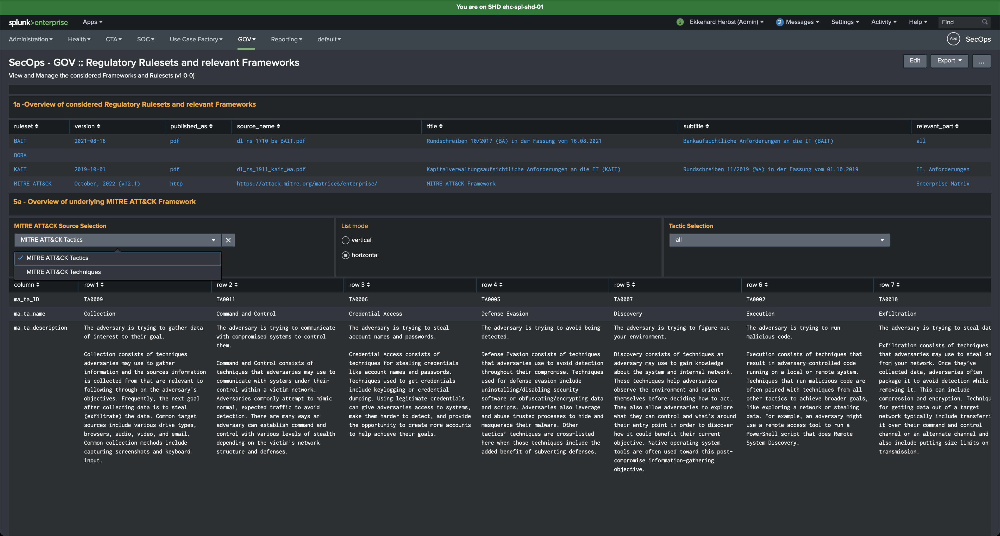 You are on SHD ehc-spl-shd-01
splunk>enterprise Apps i Ekkehard Herbst (Admin) 2 Messages Settings Activity Help Find
Administration Health CTA SOC Use Case Factory GOV Reporting default App SecOps
SecOps - GOV :: Regulatory Rulesets and relevant Frameworks
Edit Export ...
View and Manage the considered Frameworks and Rulesets (v1-0-0)
1a -Overview of considered Regulatory Rulesets and relevant Frameworks
ruleset version published_as source_name title subtitle relevant_part
BAIT 2021-08-16 pdf dl_rs_1710_ba_BAIT.pdf Rundschreiben 10/2017 (BA) in der Fassung vom 16.08.2021 Bankaufsichtliche Anforderungen an die IT (BAIT) all
DORA
KAIT 2019-10-01 pdf dl_rs_1911_kait_wa.pdf Kapitalverwaltungsaufsichtliche Anforderungen an die IT (KAIT) Rundschreiben 11/2019 (WA) in der Fassung vom 01.10.2019 II. Anforderungen
MITRE ATT&CK October, 2022 (v12.1) http https://attack.mitre.org/matrices/enterprise/ MITRE ATT&CK Framework Enterprise Matrix
5a - Overview of underlying MITRE ATT&CK Framework
MITRE ATT&CK Source Selection
MITRE ATT&CK Tactics
MITRE ATT&CK Tactics
MITRE ATT&CK Techniques
List mode
vertical
horizontal
Tactic Selection
all
column row 1 row 2 row 3 row 4 row 5 row 6 row 7
ma_ta_ID TA0009 TA0011 TA0006 TA0005 TA0007 TA0002 TA0010
ma_ta_name Collection Command and Control Credential Access Defense Evasion Discovery Execution Exfiltration
ma_ta_description
The adversary is trying to gather data
of interest to their goal.
Collection consists of techniques
adversaries may use to gather
information and the sources information
is collected from that are relevant to
following through on the adversary's
objectives. Frequently, the next goal
after collecting data is to steal
(exfiltrate) the data. Common target
sources include various drive types,
browsers, audio, video, and email.
Common collection methods include
capturing screenshots and keyboard
input.
The adversary is trying to communicate
with compromised systems to control
them.
Command and Control consists of
techniques that adversaries may use to
communicate with systems under their
control within a victim network.
Adversaries commonly attempt to mimic
normal, expected traffic to avoid
detection. There are many ways an
adversary can establish command and
control with various levels of stealth
depending on the victim’s network
structure and defenses.
The adversary is trying to steal
account names and passwords.
Credential Access consists of
techniques for stealing credentials
like account names and passwords.
Techniques used to get credentials
include keylogging or credential
dumping. Using legitimate credentials
can give adversaries access to systems,
make them harder to detect, and provide
the opportunity to create more accounts
to help achieve their goals.
The adversary is trying to avoid being
detected.
Defense Evasion consists of techniques
that adversaries use to avoid detection
throughout their compromise. Techniques
used for defense evasion include
uninstalling/disabling security
software or obfuscating/encrypting data
and scripts. Adversaries also leverage
and abuse trusted processes to hide and
masquerade their malware. Other
tactics’ techniques are cross-listed
here when those techniques include the
added benefit of subverting defenses.
The adversary is trying to figure out
your environment.
Discovery consists of techniques an
adversary may use to gain knowledge
about the system and internal network.
These techniques help adversaries
observe the environment and orient
themselves before deciding how to act.
They also allow adversaries to explore
what they can control and what’s around
their entry point in order to discover
how it could benefit their current
objective. Native operating system
tools are often used toward this post-
compromise information-gathering
objective.
The adversary is trying to run
malicious code.
Execution consists of techniques that
result in adversary-controlled code
running on a local or remote system.
Techniques that run malicious code are
often paired with techniques from all
other tactics to achieve broader goals,
like exploring a network or stealing
data. For example, an adversary might
use a remote access tool to run a
PowerShell script that does Remote
System Discovery.
The adversary is trying to steal dat
Exfiltration consists of techniques
that adversaries may use to steal da
from your network. Once they’ve
collected data, adversaries often
package it to avoid detection while
removing it. This can include
compression and encryption. Techniqu
for getting data out of a target
network typically include transferri
it over their command and control
channel or an alternate channel and
also include putting size limits on
transmission.